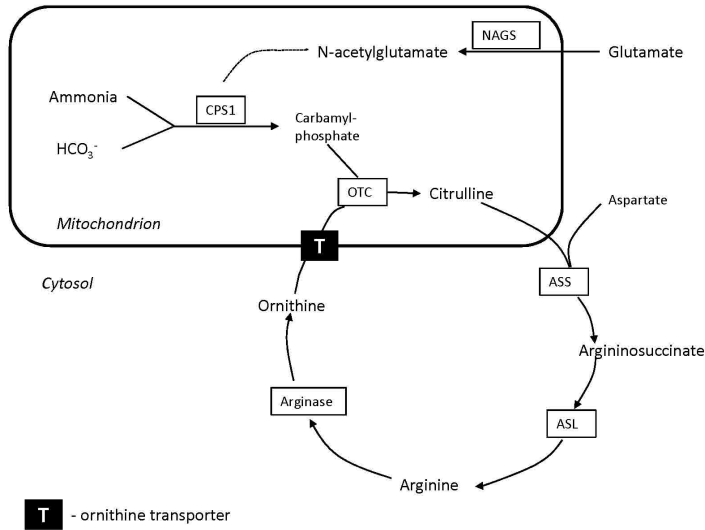 NAGS
N-acetylglutamate
Glutamate
Ammonia
CPS1
Carbamyl-
phosphate
HCO₃⁻
OTC
Citrulline
Aspartate
Mitochondrion
T
Cytosol
ASS
Ornithine
Argininosuccinate
Arginase
ASL
Arginine
T - ornithine transporter